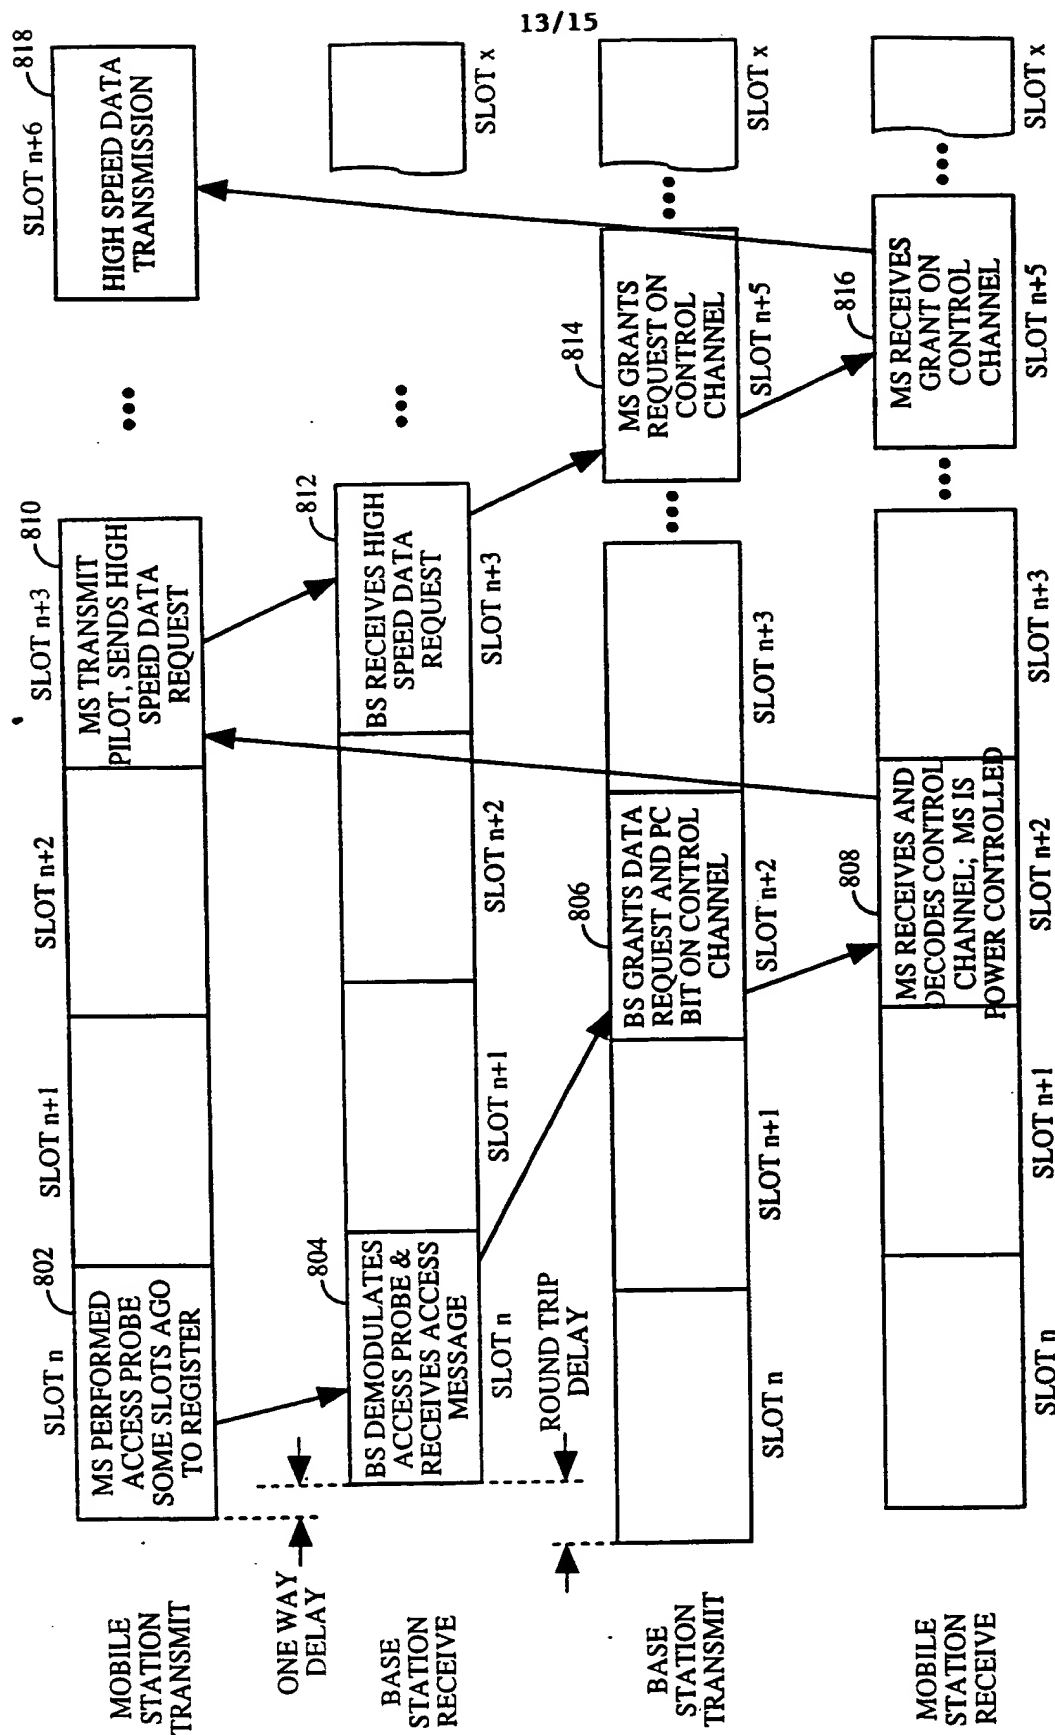 13/15
MOBILE
STATION
TRANSMIT
SLOT n
802
MS PERFORMED
ACCESS PROBE
SOME SLOTS AGO
TO REGISTER
SLOT n+1
SLOT n+2
SLOT n+3
810
MS TRANSMIT
PILOT, SENDS HIGH
SPEED DATA
REQUEST
•••
SLOT n+6
818
HIGH SPEED DATA
TRANSMISSION
ONE WAY
DELAY
BASE
STATION
RECEIVE
804
BS DEMODULATES
ACCESS PROBE &
RECEIVES ACCESS
MESSAGE
SLOT n
SLOT n+1
SLOT n+2
812
BS RECEIVES HIGH
SPEED DATA
REQUEST
SLOT n+3
•••
SLOT x
ROUND TRIP
DELAY
BASE
STATION
TRANSMIT
SLOT n
SLOT n+1
806
BS GRANTS DATA
REQUEST AND PC
BIT ON CONTROL
CHANNEL
SLOT n+2
SLOT n+3
•••
814
MS GRANTS
REQUEST ON
CONTROL
CHANNEL
SLOT n+5
•••
SLOT x
MOBILE
STATION
RECEIVE
SLOT n
SLOT n+1
808
MS RECEIVES AND
DECODES CONTROL
CHANNEL; MS IS
POWER CONTROLLED
SLOT n+2
SLOT n+3
•••
816
MS RECEIVES
GRANT ON
CONTROL
CHANNEL
SLOT n+5
•••
SLOT x